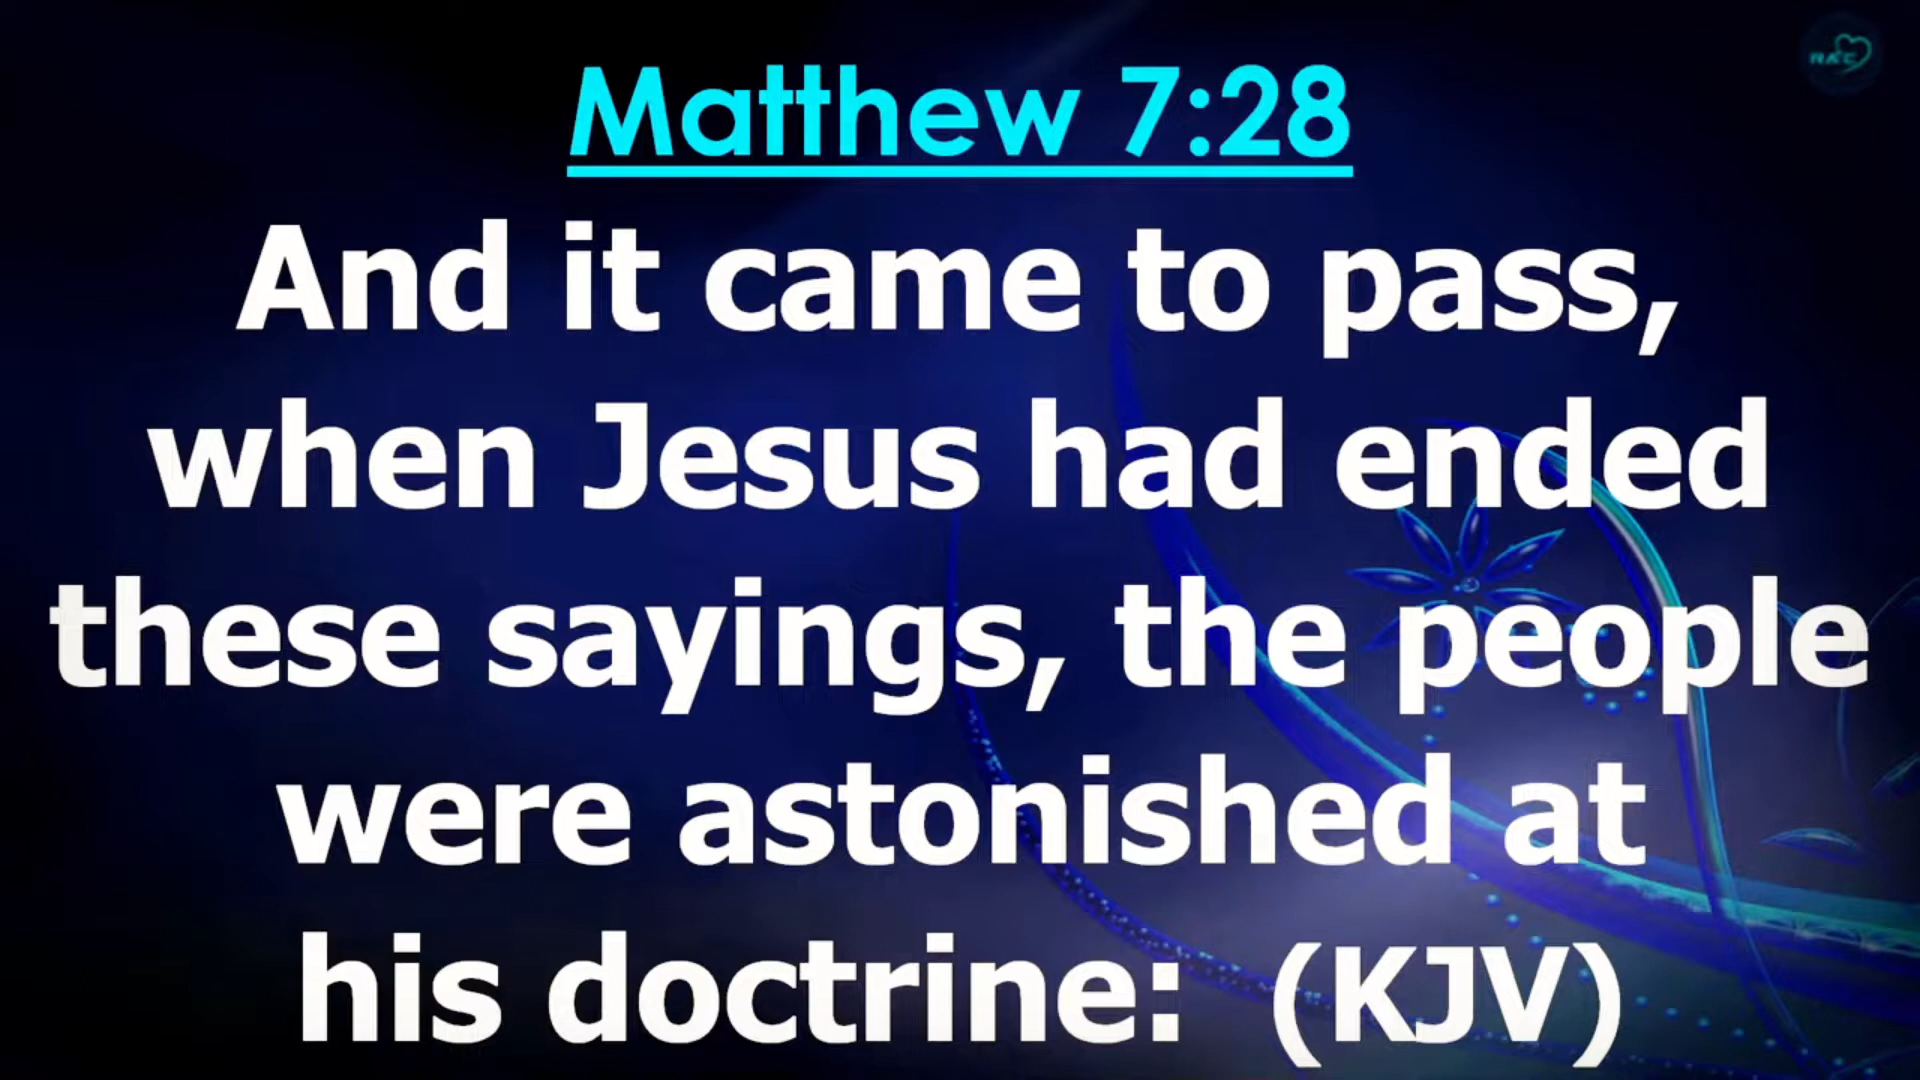 RAC
Matthew 7:28
And it came to pass,
when Jesus had ended
these sayings, the people
were astonished at
his doctrine: (KJV)